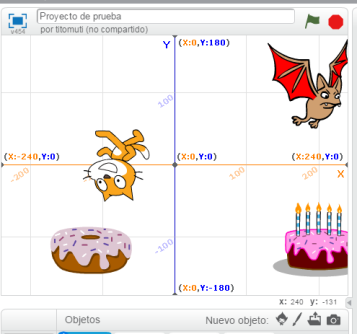 Proyecto de prueba
v454
por titomuti (no compartido)
Y
(X:0,Y:180)
100
(X:-240,Y:0)
(X:0,Y:0)
(X:240,Y:0)
-200
100
200
X
-100
(X:0,Y:-180)
x: 240 y: -131
Objetos
Nuevo objeto: